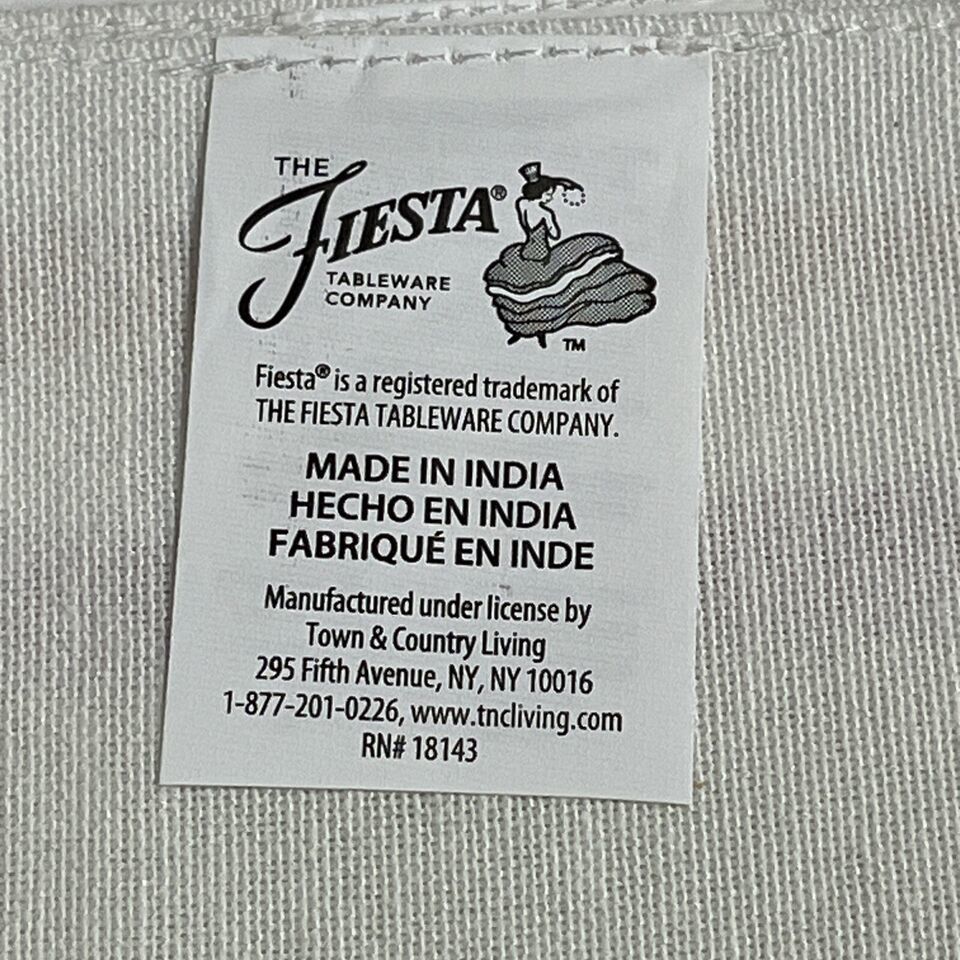 THE
FIESTA®
TABLEWARE
COMPANY
TM
TM
Fiesta® is a registered trademark of
THE FIESTA TABLEWARE COMPANY.
MADE IN INDIA
HECHO EN INDIA
FABRIQUÉ EN INDE
Manufactured under license by
Town & Country Living
295 Fifth Avenue, NY, NY 10016
1-877-201-0226, www.tncliving.com
RN# 18143